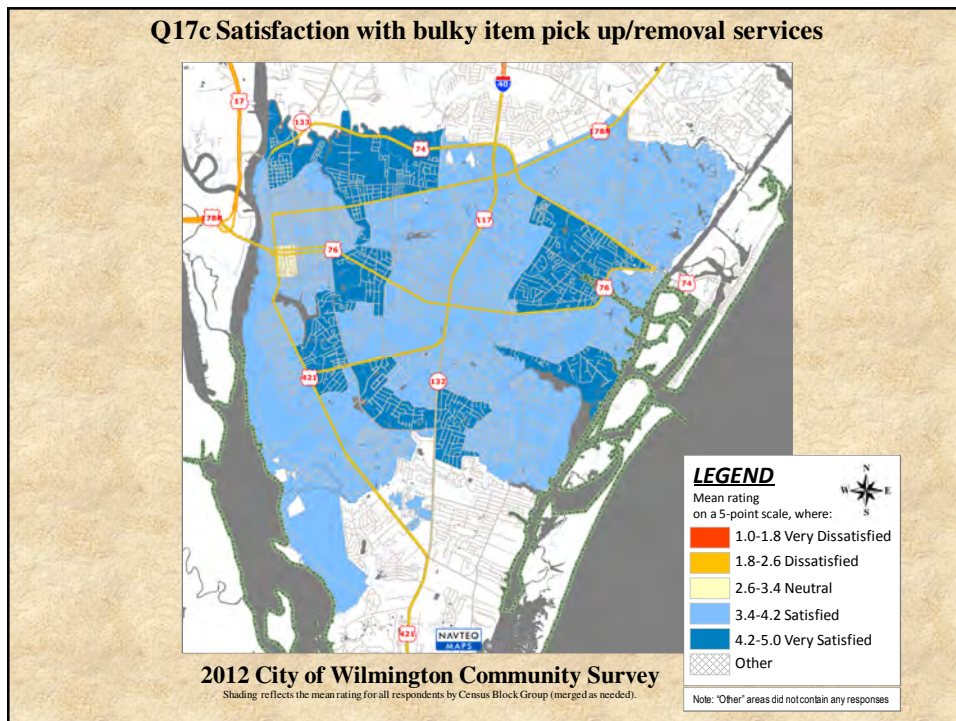 Q17c Satisfaction with bulky item pick up/removal services
40
17
133
178R
74
178R
117
76
76
74
421
132
421
NAVTEQ
MAPS
LEGEND
Mean rating
on a 5-point scale, where:
N
W E
S
1.0-1.8 Very Dissatisfied
1.8-2.6 Dissatisfied
2.6-3.4 Neutral
3.4-4.2 Satisfied
4.2-5.0 Very Satisfied
Other
Note: “Other” areas did not contain any responses
2012 City of Wilmington Community Survey
Shading reflects the mean rating for all respondents by Census Block Group (merged as needed).